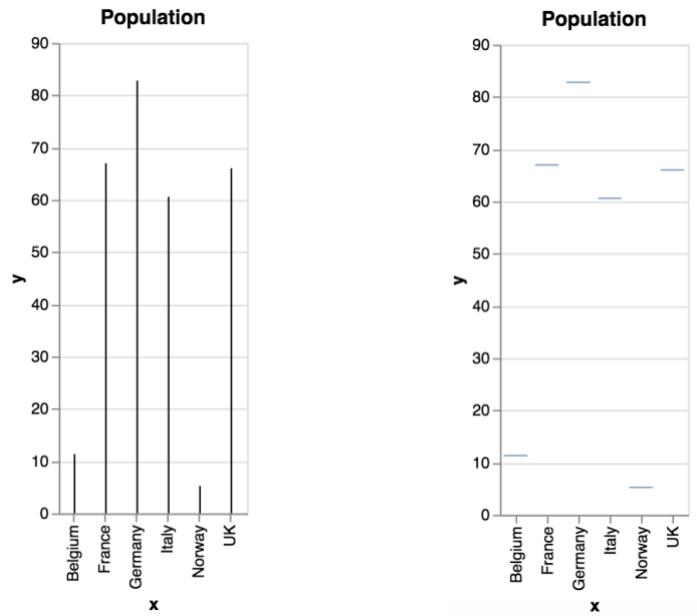 Population
90
80
70
60
50
40
30
20
10
0
y
Belgium
France
Germany
Italy
Norway
UK
x
Population
90
80
70
60
50
40
30
20
10
0
y
Belgium
France
Germany
Italy
Norway
UK
x